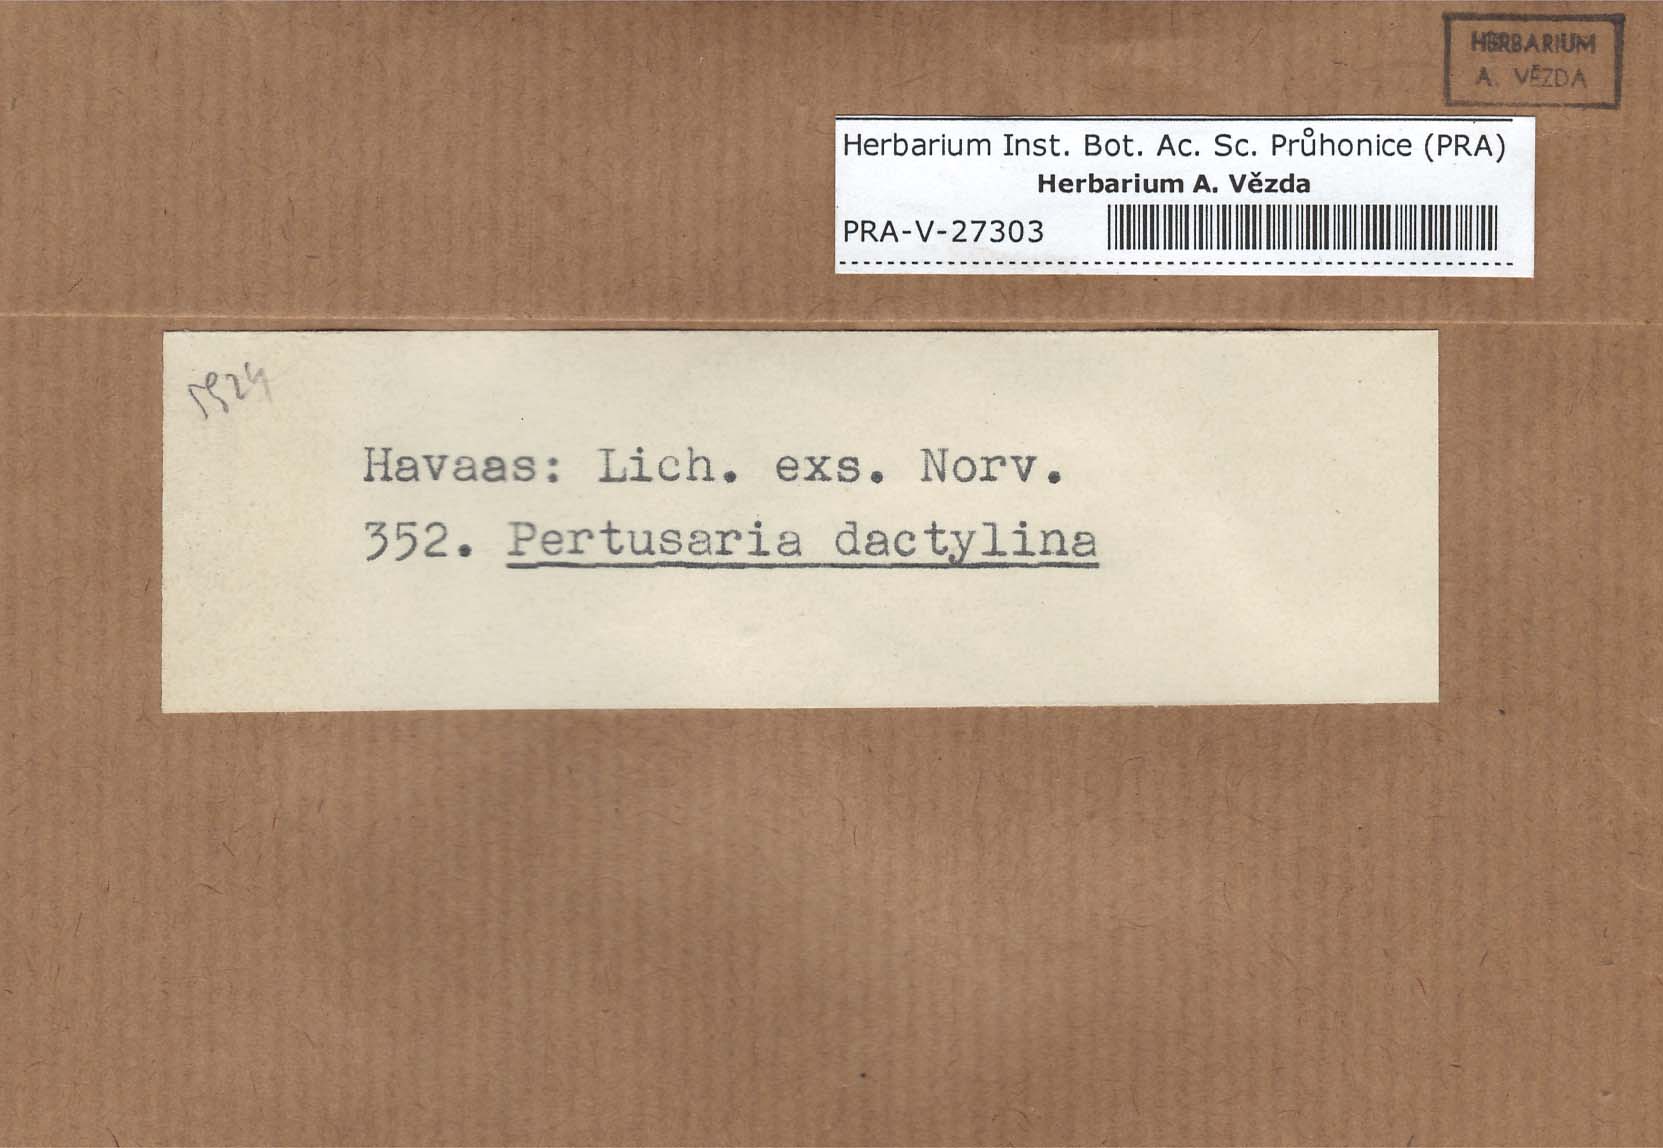 HERBARIUM
A. VĚZDA
Herbarium Inst. Bot. Ac. Sc. Průhonice (PRA)
Herbarium A. Vězda
PRA-V-27303
Havaas: Lich. exs. Norv.
352. Pertusaria dactylina